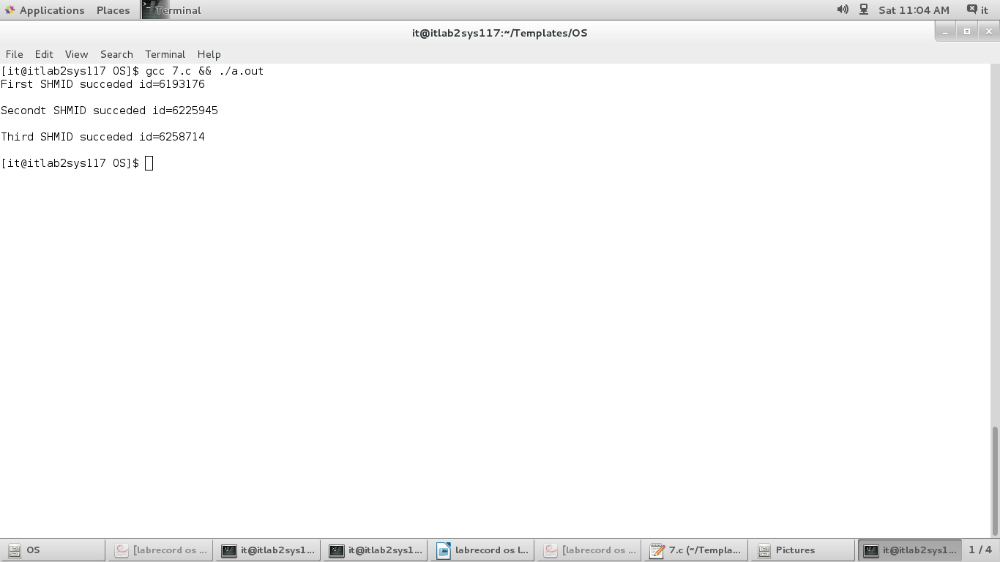 Applications Places Terminal Sat 11:04 AM it
it@itlab2sys117:~/Templates/OS
File Edit View Search Terminal Help
[it@itlab2sys117 OS]$ gcc 7.c && ./a.out
First SHMID succeded id=6193176
Secondt SHMID succeded id=6225945
Third SHMID succeded id=6258714
[it@itlab2sys117 OS]$
OS [labrecord os ... it@itlab2sys1... it@itlab2sys1... labrecord os l... [labrecord os ... 7.c (~/Templa... Pictures it@itlab2sys1... 1 / 4